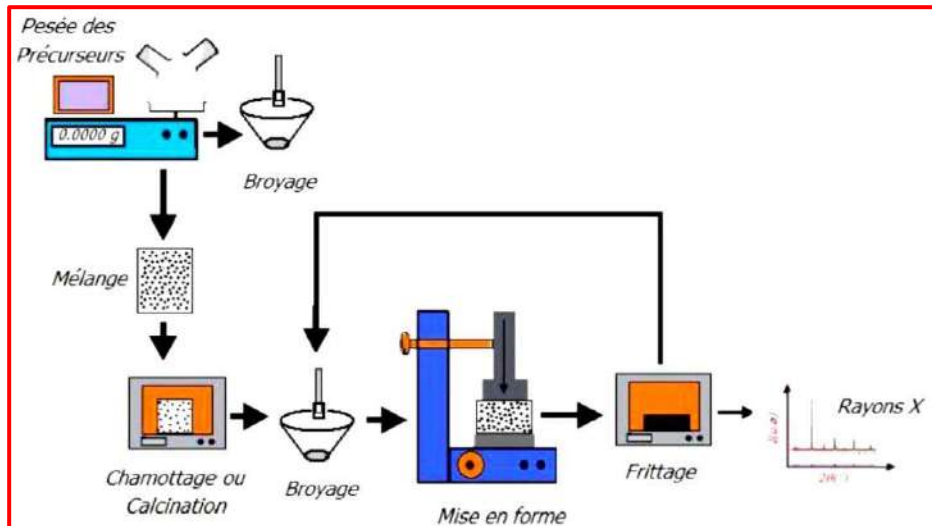 Pesée des
Précurseurs
0.0000 g
Broyage
Mélange
Chamottage ou
Calcination
Broyage
Mise en forme
Frittage
Rayons X